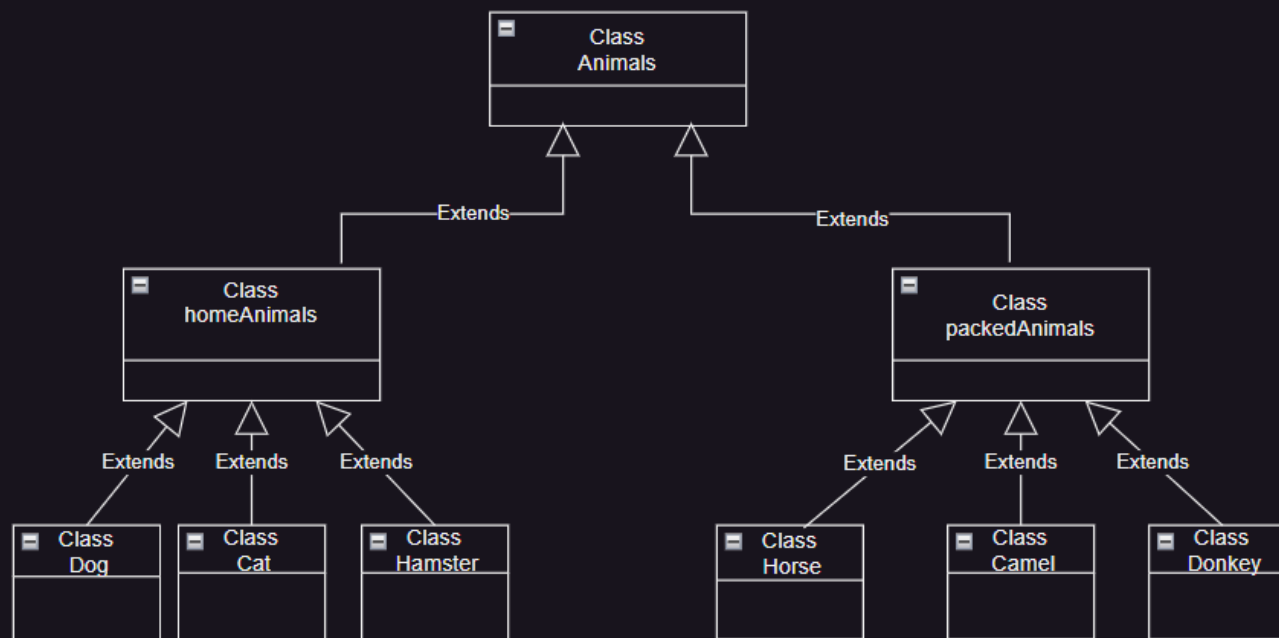 Class
Animals
Extends
Extends
Class
homeAnimals
Class
packedAnimals
Extends
Extends
Extends
Extends
Extends
Extends
Class
Dog
Class
Cat
Class
Hamster
Class
Horse
Class
Camel
Class
Donkey